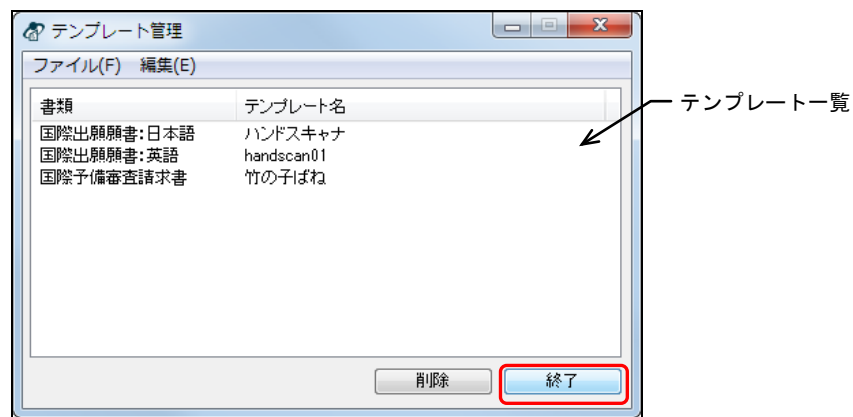 テンプレート管理
ファイル(F) 編集(E)
書類 テンプレート名
国際出願願書:日本語 ハンドスキャナ
国際出願願書:英語 handscan01
国際予備審査請求書 竹の子ばね
テンプレート一覧
削除 終了